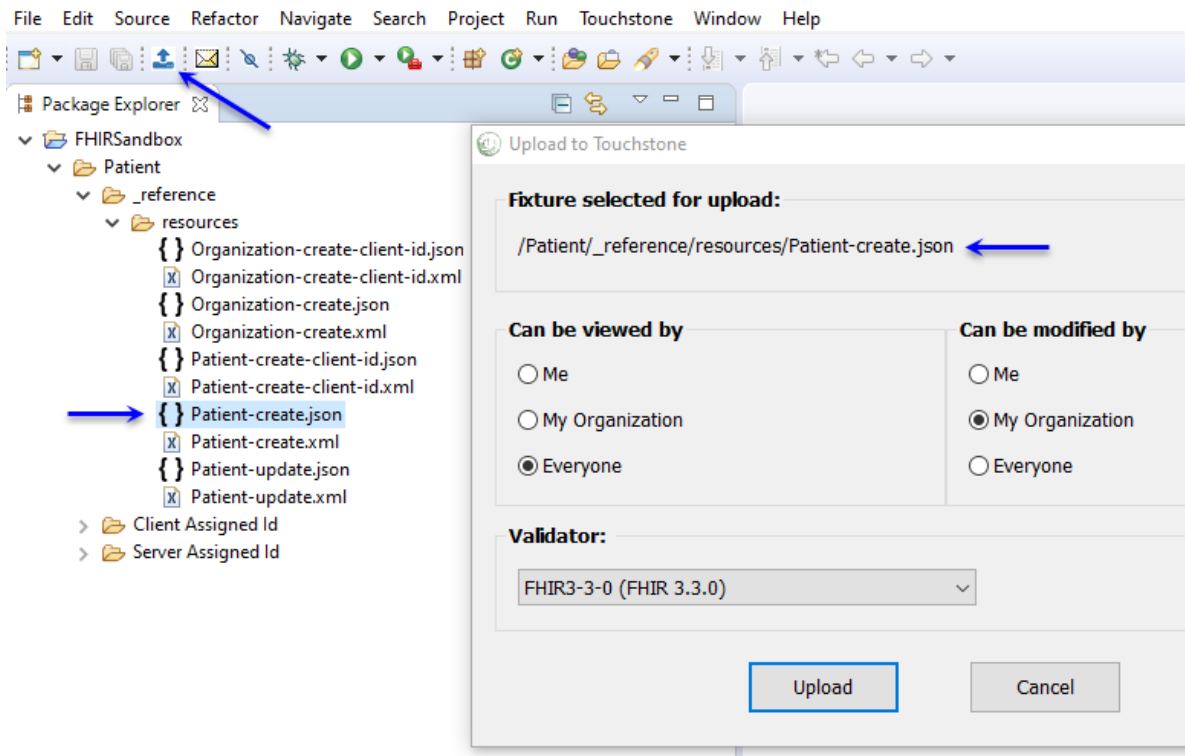 File Edit Source Refactor Navigate Search Project Run Touchstone Window Help
Package Explorer
FHIRSandbox
Patient
_reference
resources
Organization-create-client-id.json
Organization-create-client-id.xml
Organization-create.json
Organization-create.xml
Patient-create-client-id.json
Patient-create-client-id.xml
Patient-create.json
Patient-create.xml
Patient-update.json
Patient-update.xml
Client Assigned Id
Server Assigned Id
Upload to Touchstone
Fixture selected for upload:
/Patient/_reference/resources/Patient-create.json
Can be viewed by
Me
My Organization
Everyone
Can be modified by
Me
My Organization
Everyone
Validator:
FHIR3-3-0 (FHIR 3.3.0)
Upload Cancel